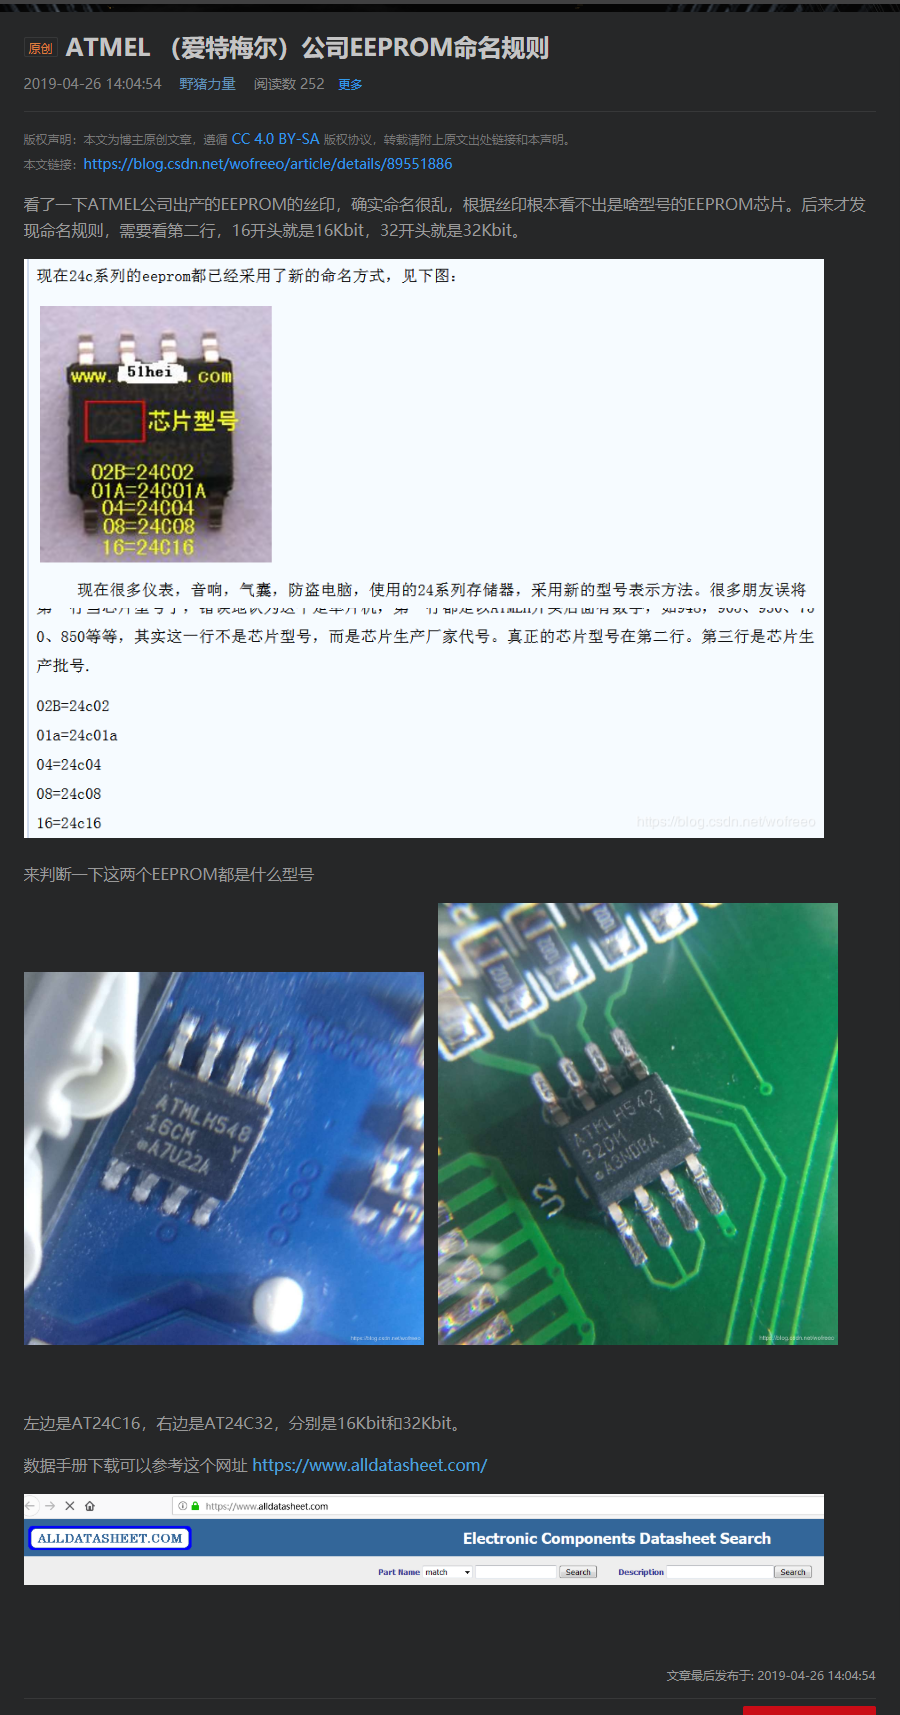 原创 ATMEL （爱特梅尔）公司EEPROM命名规则
2019-04-26 14:04:54 野猪力量 阅读数 252 更多
版权声明：本文为博主原创文章，遵循 CC 4.0 BY-SA 版权协议，转载请附上原文出处链接和本声明。
本文链接：https://blog.csdn.net/wofreeo/article/details/89551886
看了一下ATMEL公司出产的EEPROM的丝印，确实命名很乱，根据丝印根本看不出是啥型号的EEPROM芯片。后来才发
现命名规则，需要看第二行，16开头就是16Kbit，32开头就是32Kbit。
现在24c系列的eeprom都已经采用了新的命名方式，见下图：
www.51hei.com
02B 芯片型号
02B=24C02
01A=24C01A
04=24C04
08=24C08
16=24C16
现在很多仪表，音响，气囊，防盗电脑，使用的24系列存储器，采用新的型号表示方法。很多朋友误将
0、850等等，其实这一行不是芯片型号，而是芯片生产厂家代号。真正的芯片型号在第二行。第三行是芯片生
产批号.
02B=24c02
01a=24c01a
04=24c04
08=24c08
16=24c16
https://blog.csdn.net/wofreeo
来判断一下这两个EEPROM都是什么型号
ATMLH548
16CM Y
A7U22A
47
https://blog.csdn.net/wofreeo
ATMLH542
32DM Y
A3NDBA
U2
https://blog.csdn.net/wofreeo
左边是AT24C16，右边是AT24C32，分别是16Kbit和32Kbit。
数据手册下载可以参考这个网址 https://www.alldatasheet.com/
https://www.alldatasheet.com
ALLDATASHEET.COM Electronic Components Datasheet Search
Part Name match Search Description Search
文章最后发布于: 2019-04-26 14:04:54